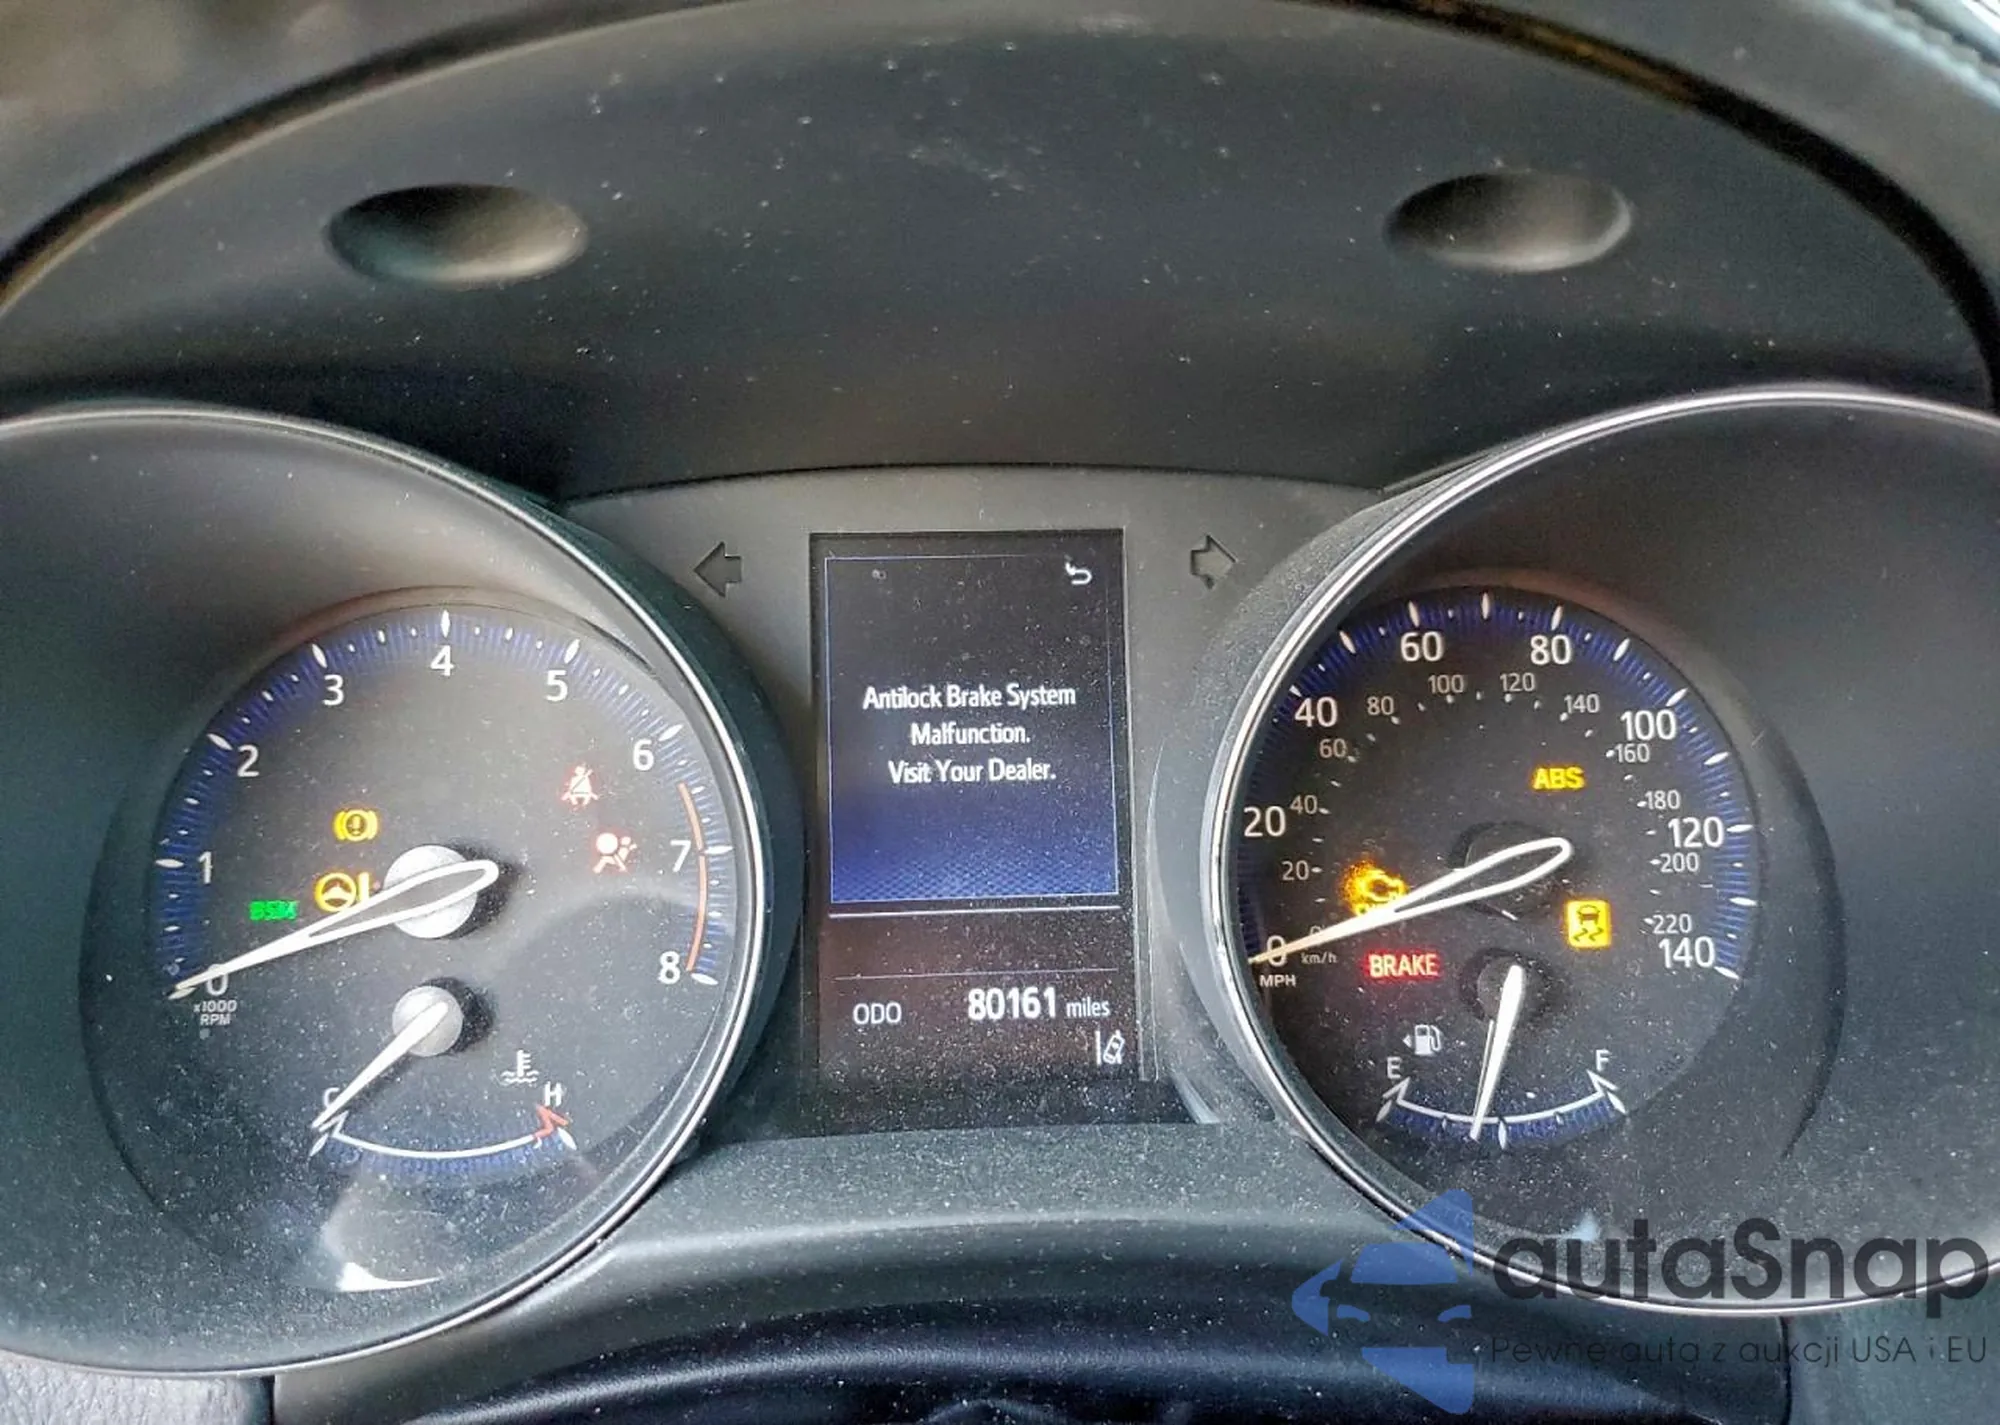 4
3
5
2
6
1
7
BSM
0
8
x1000
RPM
C
H
Antilock Brake System
Malfunction.
Visit Your Dealer.
ODO 80161 miles
60
80
40
100
20
120
0
140
MPH
80
100
120
140
60
160
40
180
20
200
km/h
220
ABS
BRAKE
E
F
autaSnap
Pewne auta z aukcji USA i EU